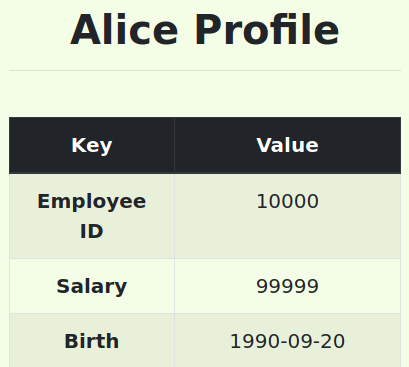 Alice Profile
Key Value
Employee ID 10000
Salary 99999
Birth 1990-09-20